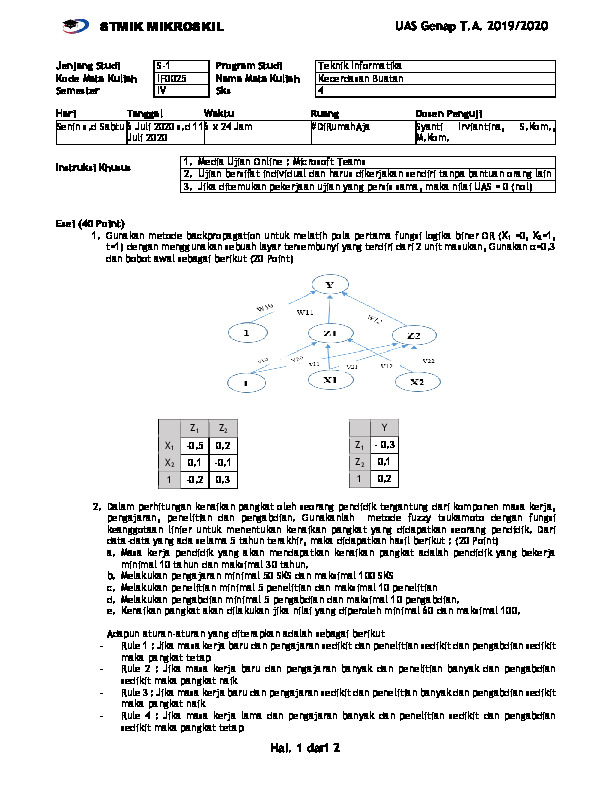 STMIK MIKROSKIL
UAS Genap T.A. 2019/2020
Jenjang Studi S-1 Program Studi Teknik Informatika
Kode Mata Kuliah IF0025 Nama Mata Kuliah Kecerdasan Buatan
Semester IV Sks 4
Hari Tanggal Waktu Ruang Dosen Penguji
Senin s.d Sabtu 6 Juli 2020 s.d 11 6 x 24 Jam #DiRumahAja Syanti Irviantina, S.Kom.,
Juli 2020 M.Kom.
Instruksi Khusus
1. Media Ujian Online : Microsoft Teams
2. Ujian bersifat individual dan harus dikerjakan sendiri tanpa bantuan orang lain
3. Jika ditemukan pekerjaan ujian yang persis sama, maka nilai UAS = 0 (nol)
Esei (40 Point)
1. Gunakan metode backpropagation untuk melatih pola pertama fungsi logika biner OR (X1 =0, X2=1,
t=1) dengan menggunakan sebuah layar tersembunyi yang terdiri dari 2 unit masukan, Gunakan α=0,3
dan bobot awal sebagai berikut (20 Point)
Y
W10 W11 W12
1 Z1 Z2
V11 V21 V12 V22
1 X1 X2
Z1 Z2
X1 -0,5 0,2
X2 0,1 -0,1
1 -0,2 0,3
Y
Z1 - 0,3
Z2 0,1
1 0,2
2. Dalam perhitungan kenaikan pangkat oleh seorang pendidik tergantung dari komponen masa kerja,
pengajaran, penelitian dan pengabdian. Gunakanlah metode fuzzy tsukamoto dengan fungsi
keanggotaan linier untuk menentukan kenaikan pangkat yang didapatkan seorang pendidik. Dari
data-data yang ada selama 5 tahun terakhir, maka didapatkan hasil berikut : (20 Point)
a. Masa kerja pendidik yang akan mendapatkan kenaikan pangkat adalah pendidik yang bekerja
minimal 10 tahun dan maksimal 30 tahun.
b. Melakukan pengajaran minimal 50 SKS dan maksimal 100 SKS
c. Melakukan penelitian minimal 5 penelitian dan maksimal 10 penelitian
d. Melakukan pengabdian minimal 5 pengabdian dan maksimal 10 pengabdian.
e. Kenaikan pangkat akan dilakukan jika nilai yang diperoleh minimal 60 dan maksimal 100.
Adapun aturan-aturan yang diterapkan adalah sebagai berikut
- Rule 1 : Jika masa kerja baru dan pengajaran sedikit dan penelitian sedikit dan pengabdian sedikit
maka pangkat tetap
- Rule 2 : Jika masa kerja baru dan pengajaran banyak dan penelitian banyak dan pengabdian
sedikit maka pangkat naik
- Rule 3 : Jika masa kerja baru dan pengajaran sedikit dan penelitian banyak dan pengabdian sedikit
maka pangkat naik
- Rule 4 : Jika masa kerja lama dan pengajaran banyak dan penelitian sedikit dan pengabdian
sedikit maka pangkat tetap
Hal. 1 dari 2